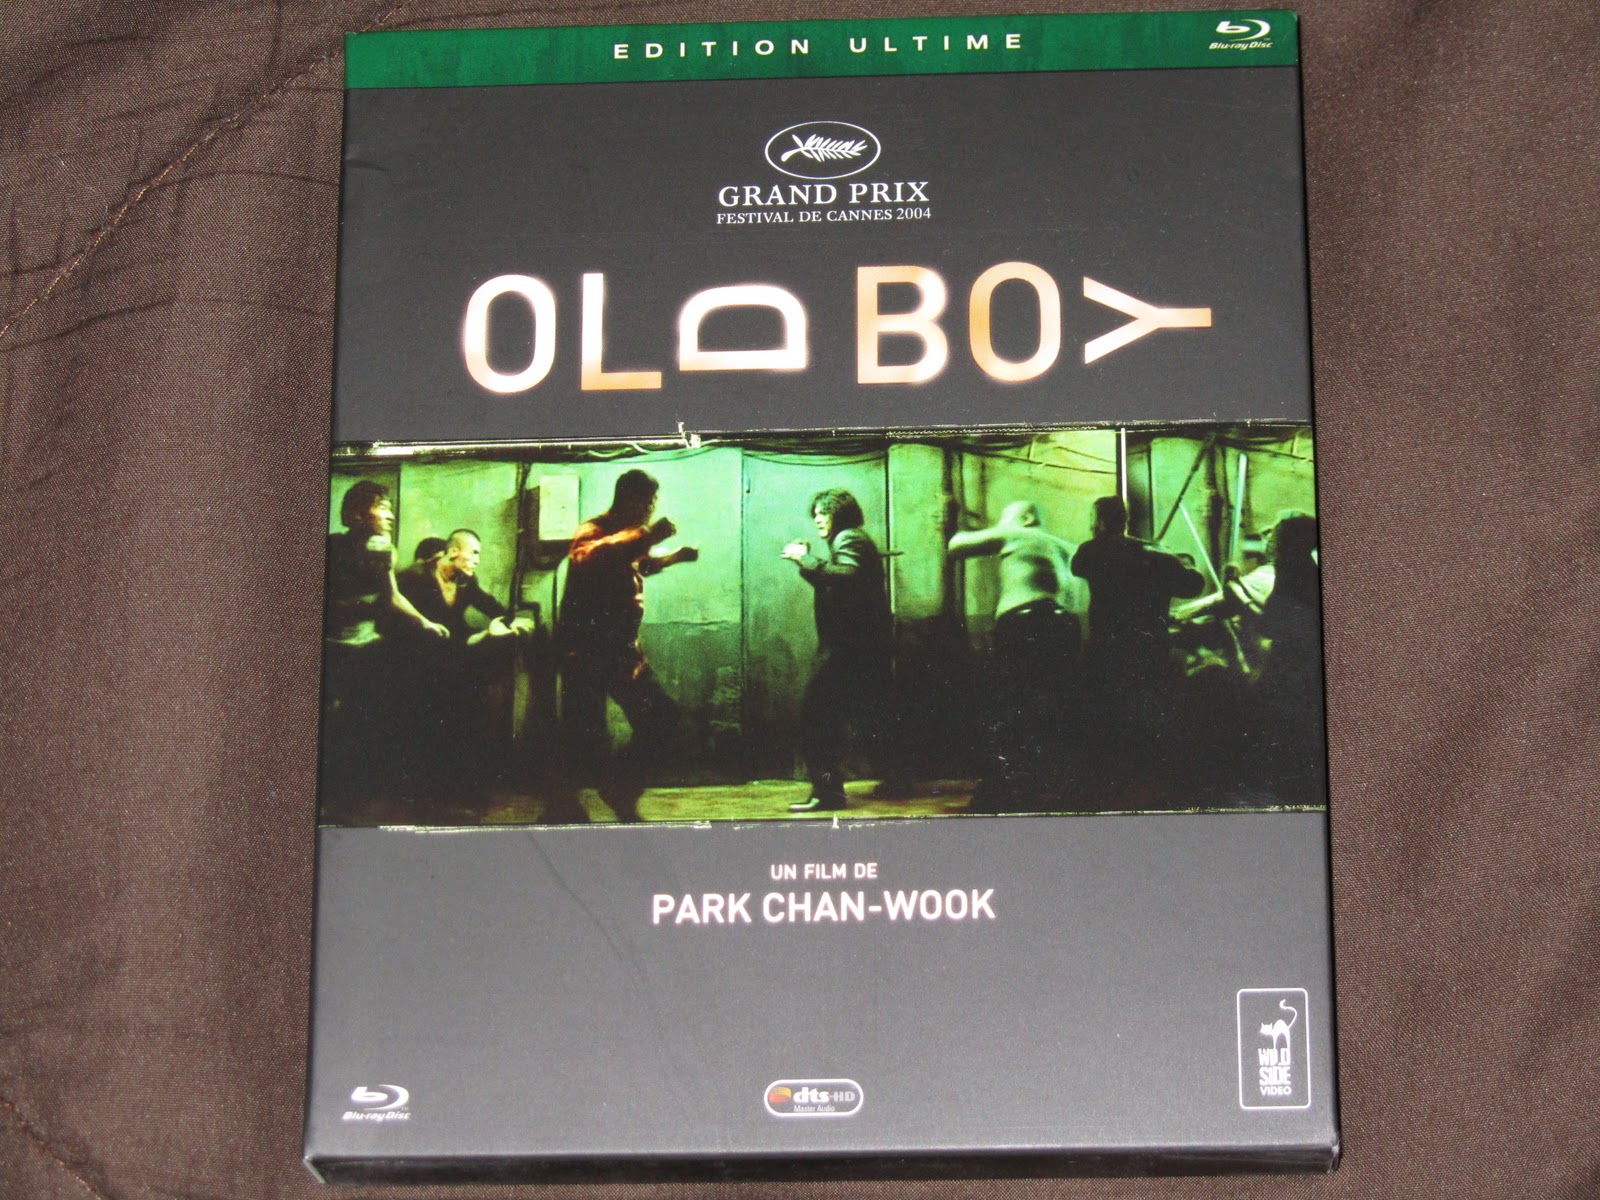 EDITION ULTIME
Blu-ray Disc
GRAND PRIX
FESTIVAL DE CANNES 2004
OLD BOY
UN FILM DE
PARK CHAN-WOOK
WILD
SIDE
VIDEO
Blu-ray Disc
dts-HD
Master Audio